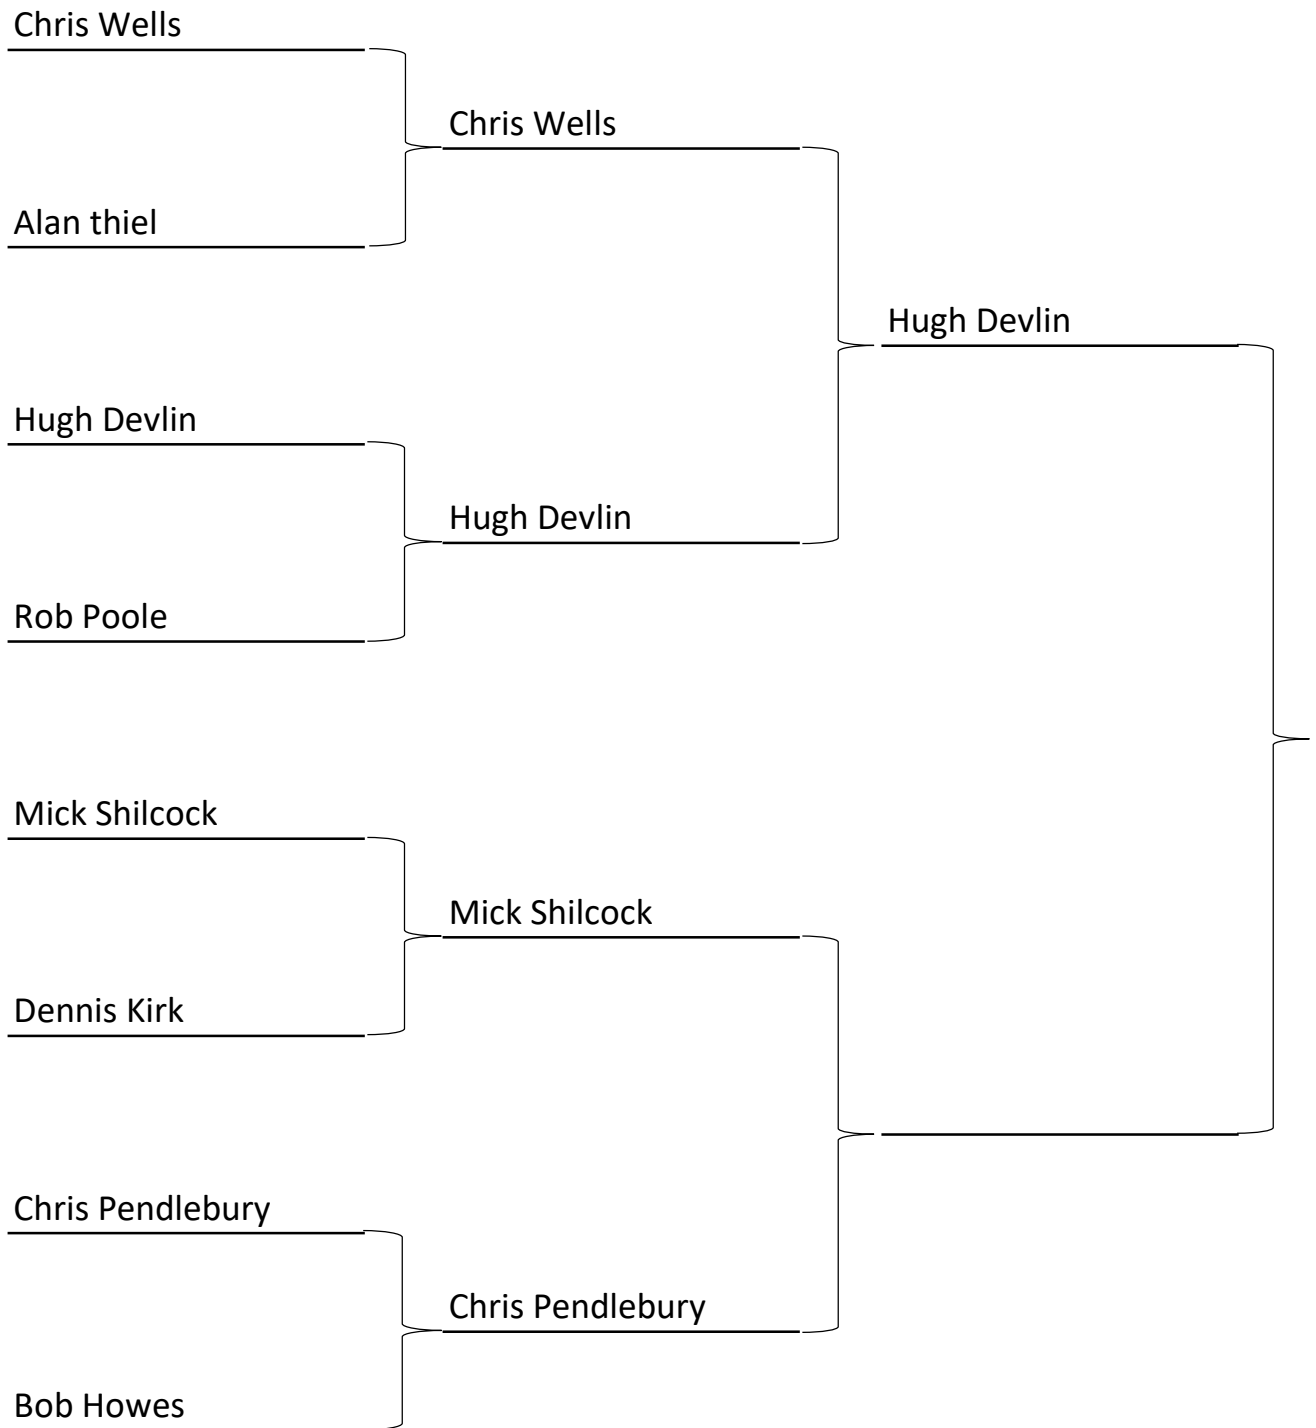 Chris Wells
Chris Wells
Alan thiel
Hugh Devlin
Hugh Devlin
Hugh Devlin
Rob Poole
Mick Shilcock
Mick Shilcock
Dennis Kirk
Chris Pendlebury
Chris Pendlebury
Bob Howes